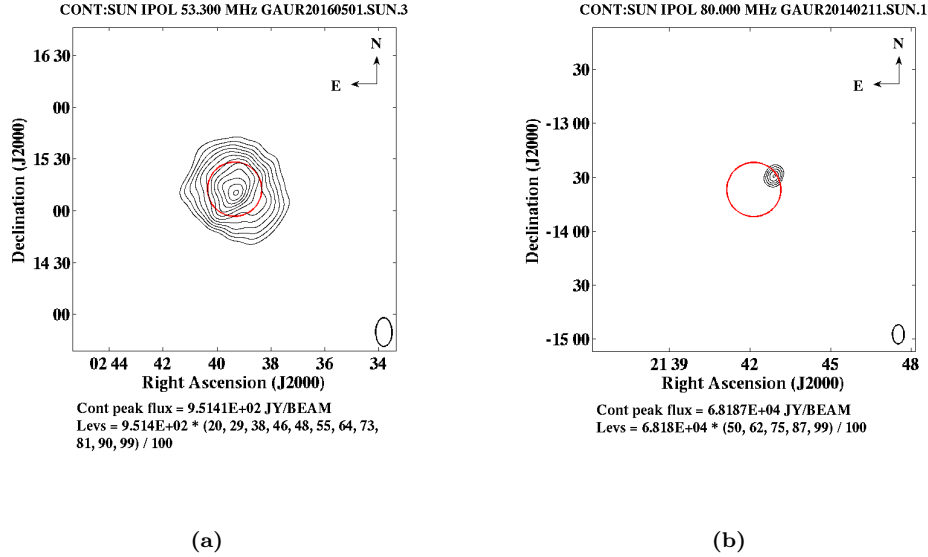 CONT:SUN IPOL 53.300 MHZ GAUR20160501.SUN.3
N
E
16 30
00
15 30
00
14 30
00
Declination (J2000)
02 44 42 40 38 36 34
Right Ascension (J2000)
Cont peak flux = 9.5141E+02 JY/BEAM
Levs = 9.514E+02 * (20, 29, 38, 46, 48, 55, 64, 73,
81, 90, 99) / 100
(a)
CONT:SUN IPOL 80.000 MHZ GAUR20140211.SUN.1
N
E
30
-13 00
30
-14 00
30
-15 00
Declination (J2000)
21 39 42 45 48
Right Ascension (J2000)
Cont peak flux = 6.8187E+04 JY/BEAM
Levs = 6.818E+04 * (50, 62, 75, 87, 99) / 100
(b)